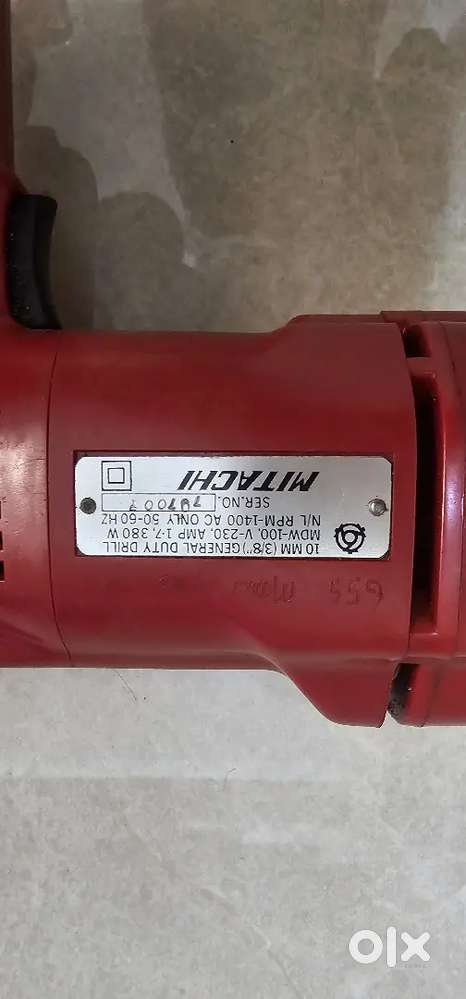 10 MM (3/8") GENERAL DUTY DRILL
MDW-100, V-230, AMP 1·7, 380 W
N/L RPM-1400 AC ONLY 50-60 HZ
SER.NO.
MITACHI
olx